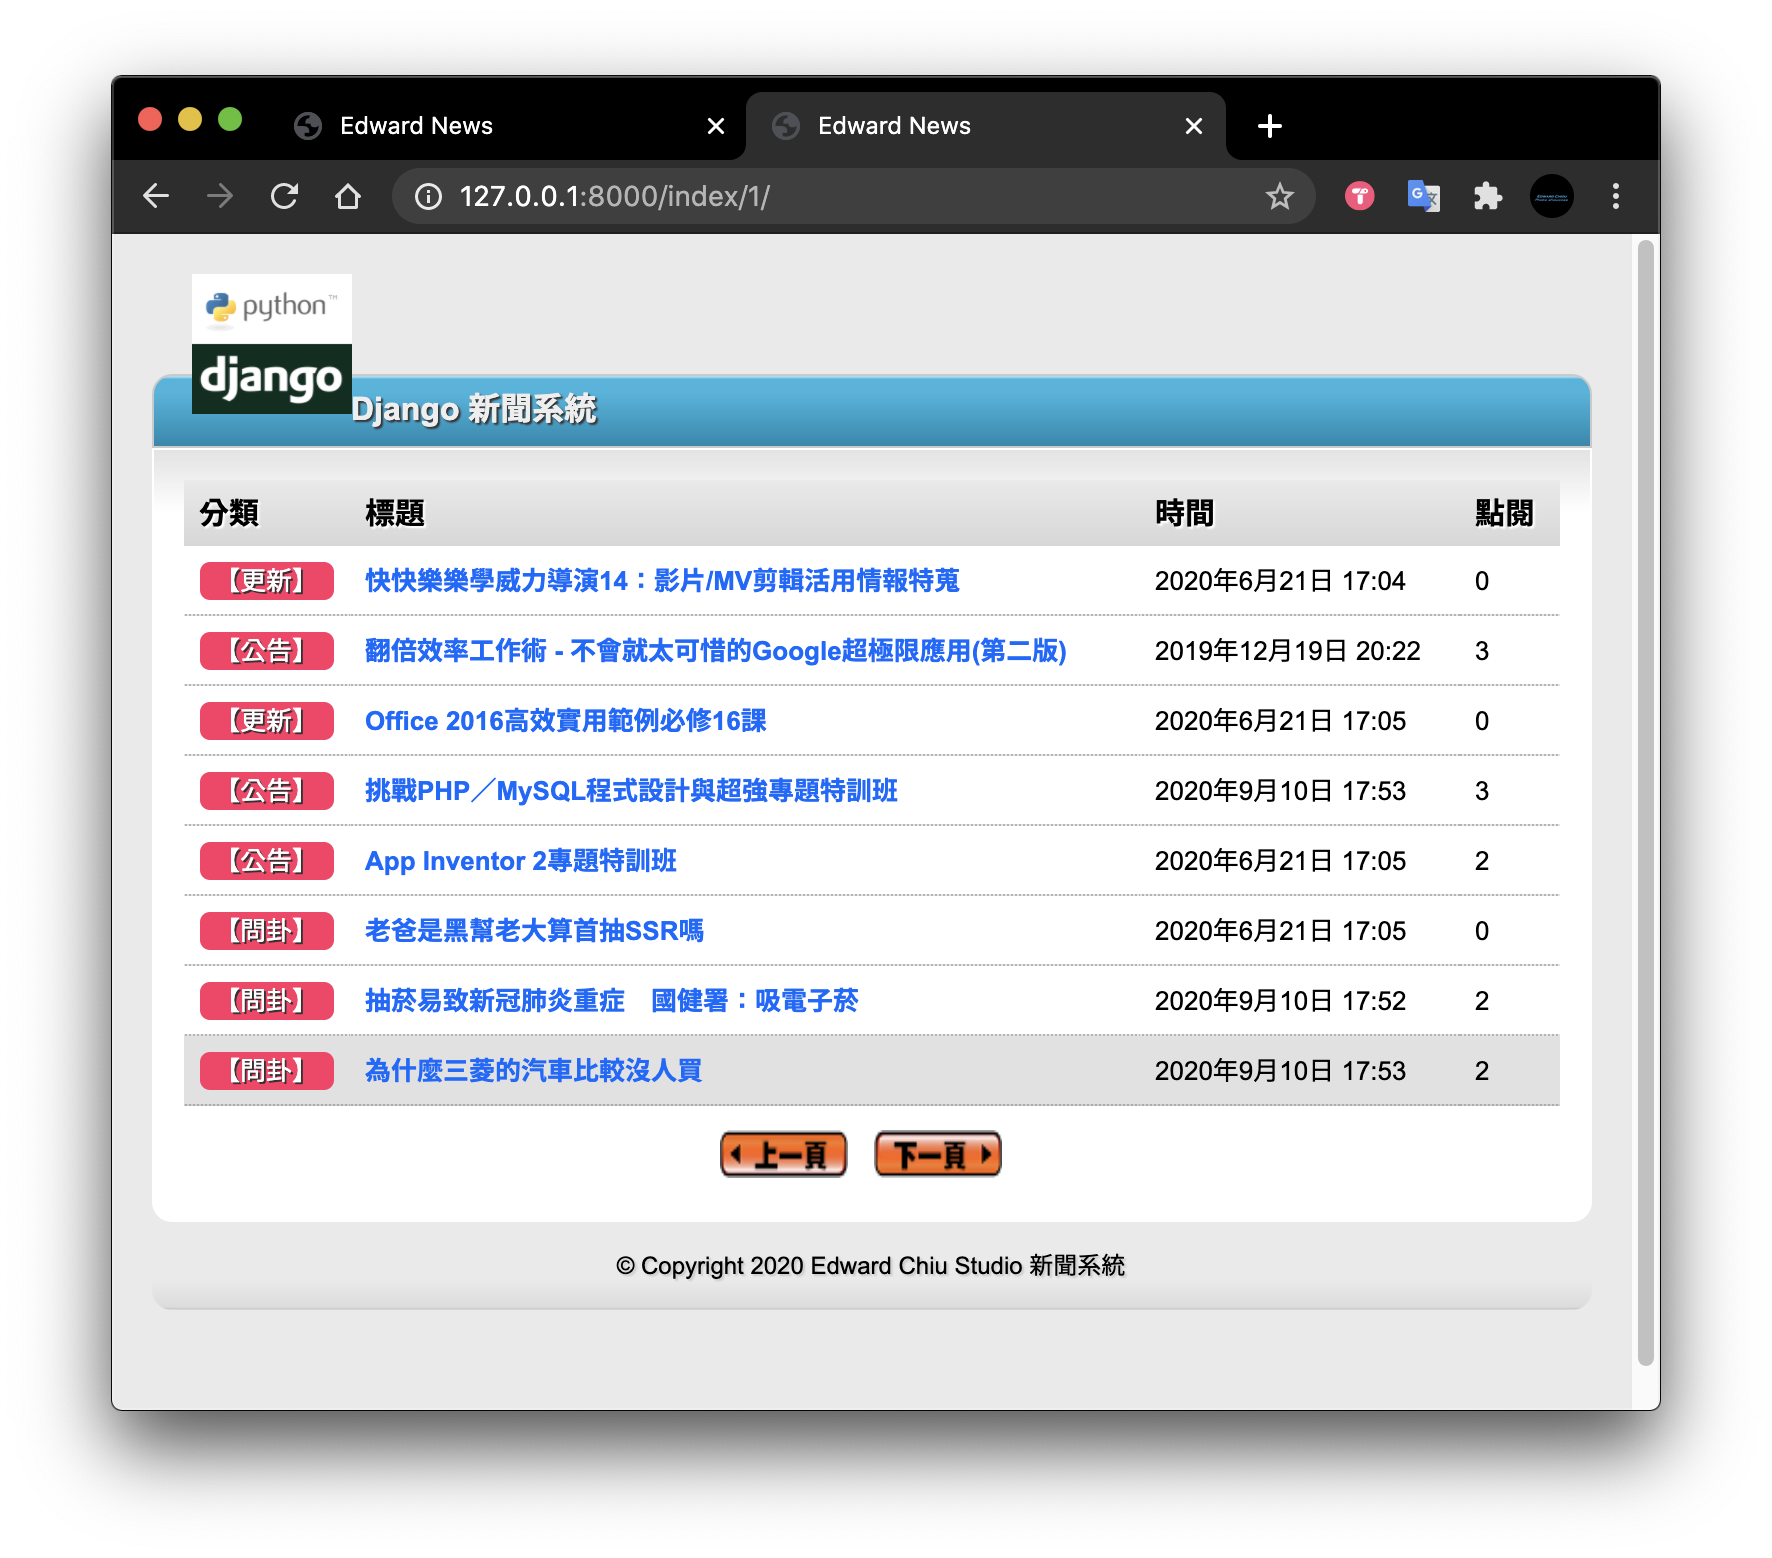 Edward News
Edward News
127.0.0.1:8000/index/1/
python™
django
Django 新聞系統
分類 標題 時間 點閱
【更新】 快快樂樂學威力導演14：影片/MV剪輯活用情報特蒐 2020年6月21日 17:04 0
【公告】 翻倍效率工作術 - 不會就太可惜的Google超極限應用(第二版) 2019年12月19日 20:22 3
【更新】 Office 2016高效實用範例必修16課 2020年6月21日 17:05 0
【公告】 挑戰PHP／MySQL程式設計與超強專題特訓班 2020年9月10日 17:53 3
【公告】 App Inventor 2專題特訓班 2020年6月21日 17:05 2
【問卦】 老爸是黑幫老大算首抽SSR嗎 2020年6月21日 17:05 0
【問卦】 抽菸易致新冠肺炎重症　國健署：吸電子菸 2020年9月10日 17:52 2
【問卦】 為什麼三菱的汽車比較沒人買 2020年9月10日 17:53 2
上一頁 下一頁
© Copyright 2020 Edward Chiu Studio 新聞系統